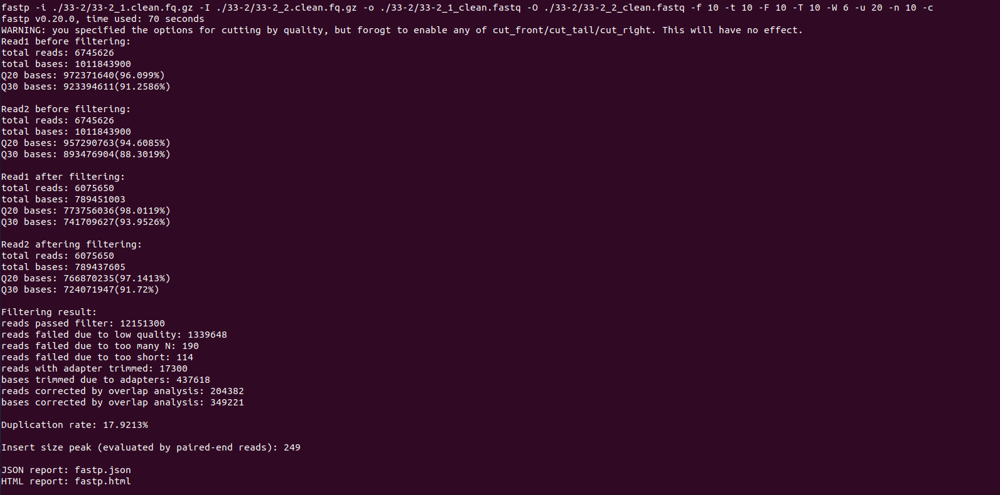 fastp -i ./33-2/33-2_1.clean.fq.gz -I ./33-2/33-2_2.clean.fq.gz -o ./33-2/33-2_1_clean.fastq -O ./33-2/33-2_2_clean.fastq -f 10 -t 10 -F 10 -T 10 -W 6 -u 20 -n 10 -c
fastp v0.20.0, time used: 70 seconds
WARNING: you specified the options for cutting by quality, but forogt to enable any of cut_front/cut_tail/cut_right. This will have no effect.
Read1 before filtering:
total reads: 6745626
total bases: 1011843900
Q20 bases: 972371640(96.099%)
Q30 bases: 923394611(91.2586%)

Read2 before filtering:
total reads: 6745626
total bases: 1011843900
Q20 bases: 957290763(94.6085%)
Q30 bases: 893476904(88.3019%)

Read1 after filtering:
total reads: 6075650
total bases: 789451003
Q20 bases: 773756036(98.0119%)
Q30 bases: 741709627(93.9526%)

Read2 aftering filtering:
total reads: 6075650
total bases: 789437605
Q20 bases: 766870235(97.1413%)
Q30 bases: 724071947(91.72%)

Filtering result:
reads passed filter: 12151300
reads failed due to low quality: 1339648
reads failed due to too many N: 190
reads failed due to too short: 114
reads with adapter trimmed: 17300
bases trimmed due to adapters: 437618
reads corrected by overlap analysis: 204382
bases corrected by overlap analysis: 349221

Duplication rate: 17.9213%

Insert size peak (evaluated by paired-end reads): 249

JSON report: fastp.json
HTML report: fastp.html